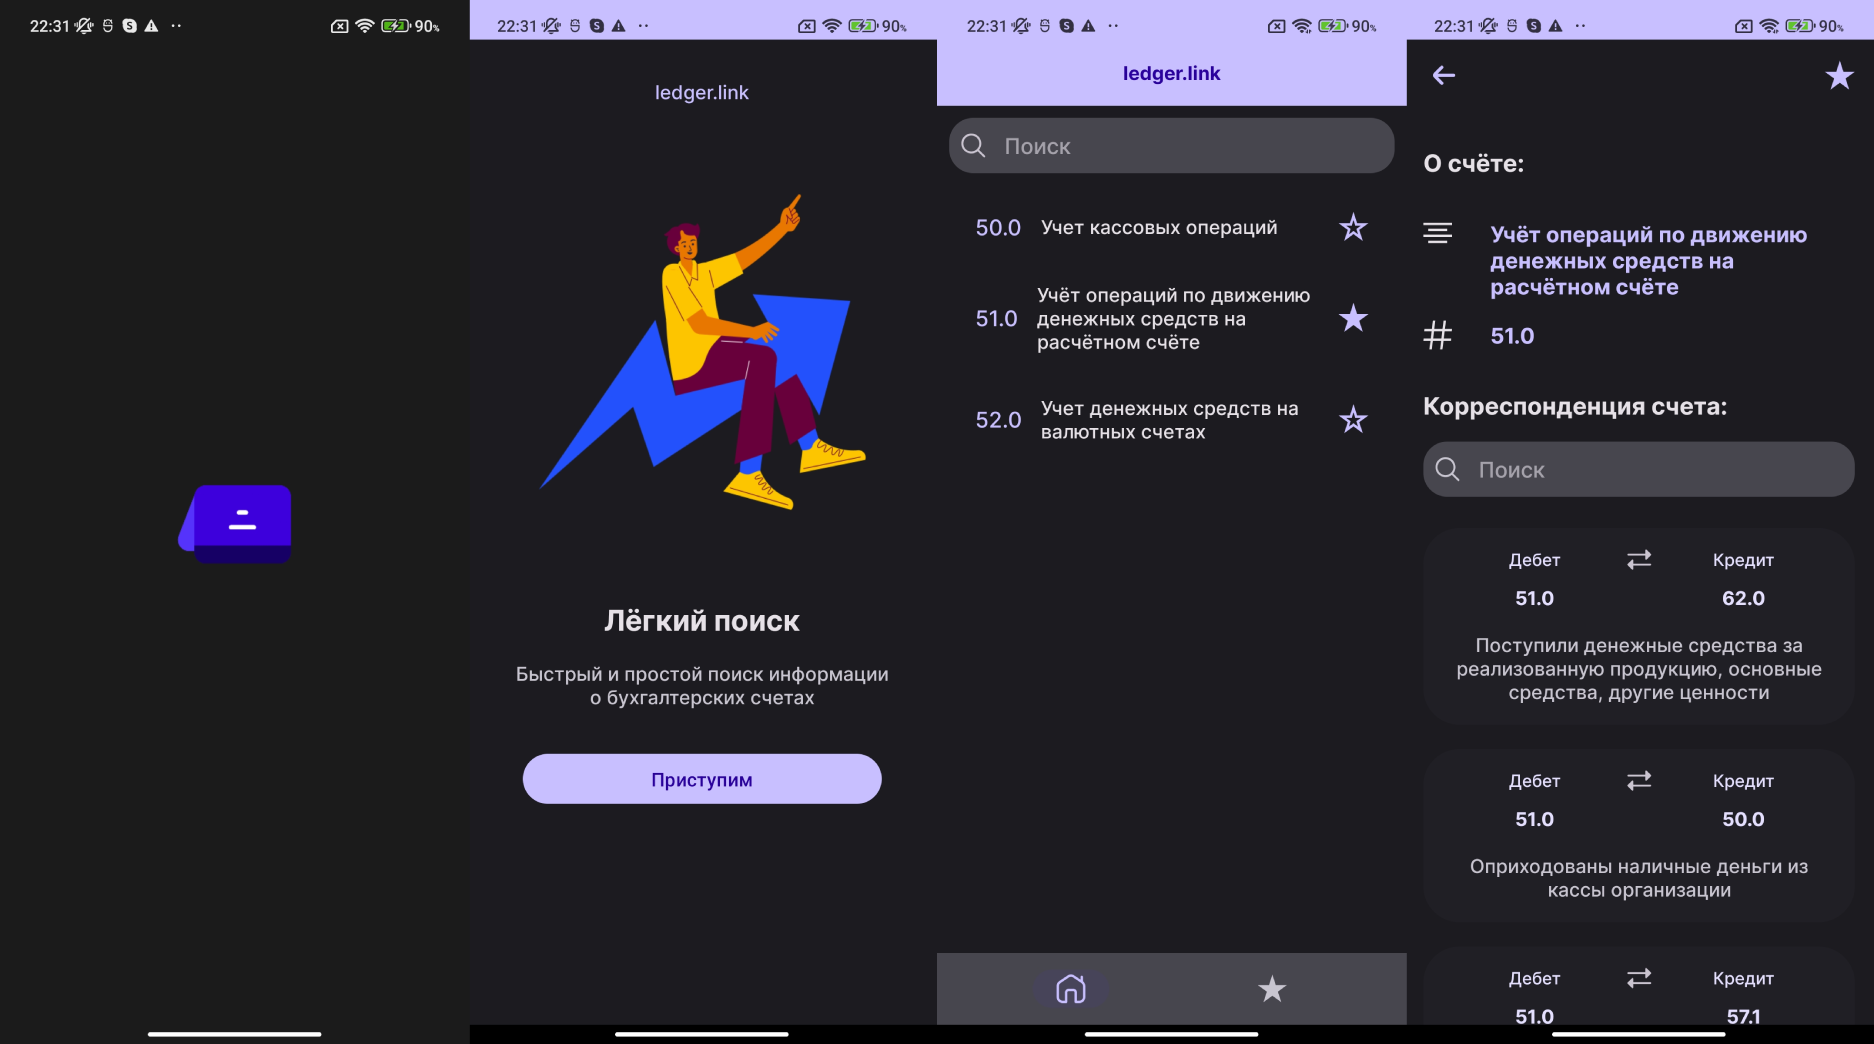 22:31
90%
22:31
90%
ledger.link
Лёгкий поиск
Быстрый и простой поиск информации
о бухгалтерских счетах
Приступим
22:31
90%
ledger.link
Поиск
50.0 Учет кассовых операций
51.0 Учёт операций по движению
денежных средств на
расчётном счёте
52.0 Учет денежных средств на
валютных счетах
22:31
90%
О счёте:
Учёт операций по движению
денежных средств на
расчётном счёте
51.0
Корреспонденция счета:
Поиск
Дебет Кредит
51.0 62.0
Поступили денежные средства за
реализованную продукцию, основные
средства, другие ценности
Дебет Кредит
51.0 50.0
Оприходованы наличные деньги из
кассы организации
Дебет Кредит
51.0 57.1